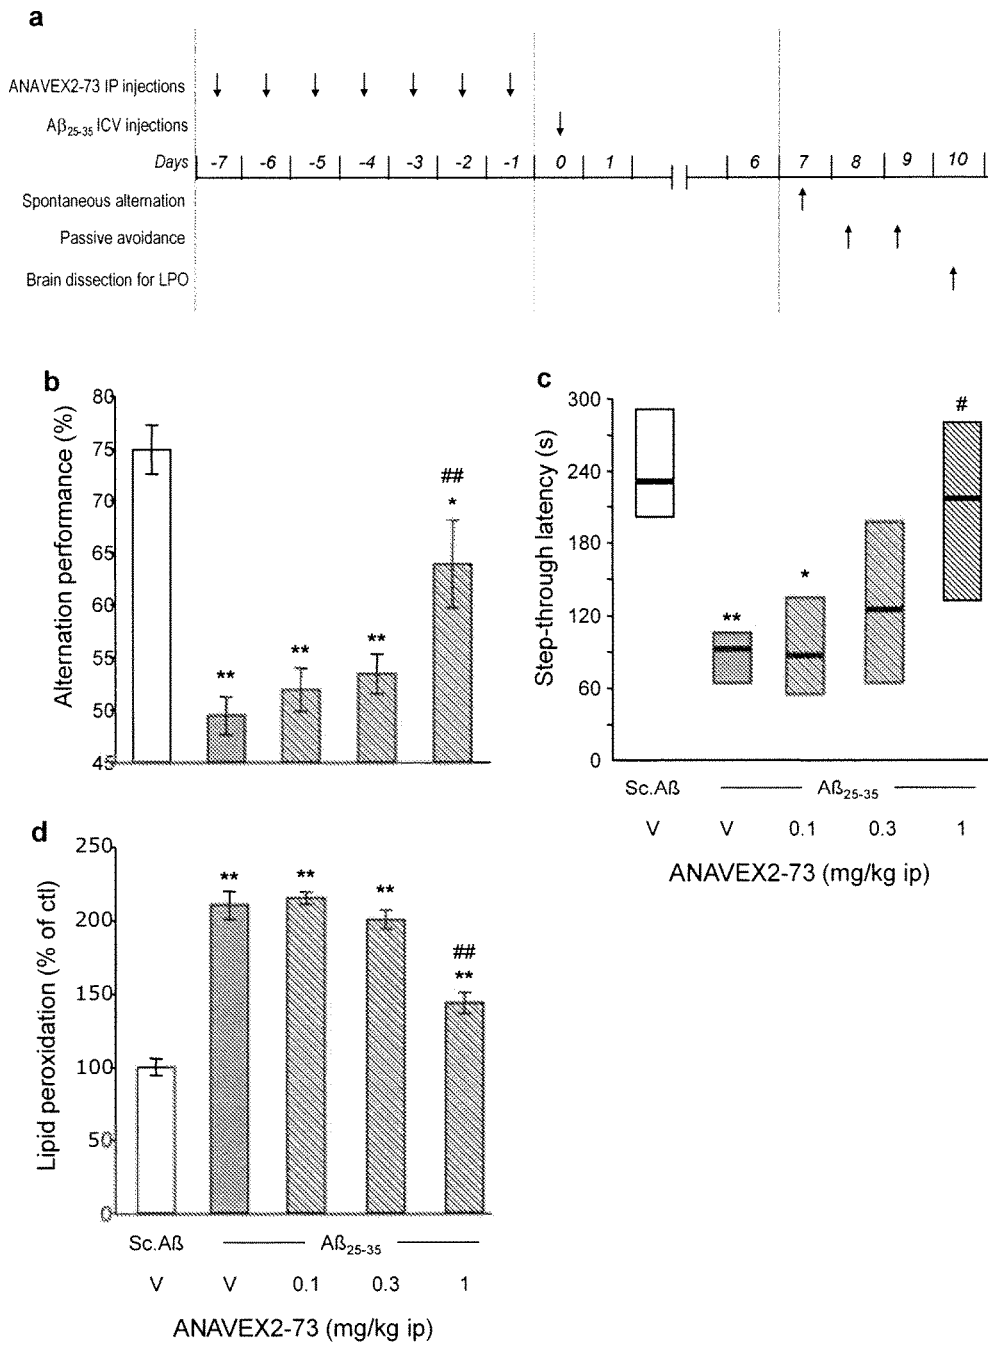 a
ANAVEX2-73 IP injections
Aβ25-35 ICV injections
Days -7 -6 -5 -4 -3 -2 -1 0 1 6 7 8 9 10
Spontaneous alternation
Passive avoidance
Brain dissection for LPO
b
Alternation performance (%)
80
75
70
65
60
55
50
45
**
**
**
##
*
c
Step-through latency (s)
300
240
180
120
60
0
**
*
#
Sc.Aß Aß25-35
V V 0.1 0.3 1
ANAVEX2-73 (mg/kg ip)
d
Lipid peroxidation (% of ctl)
250
200
150
100
50
0
**
**
**
##
**
Sc.Aß Aß25-35
V V 0.1 0.3 1
ANAVEX2-73 (mg/kg ip)